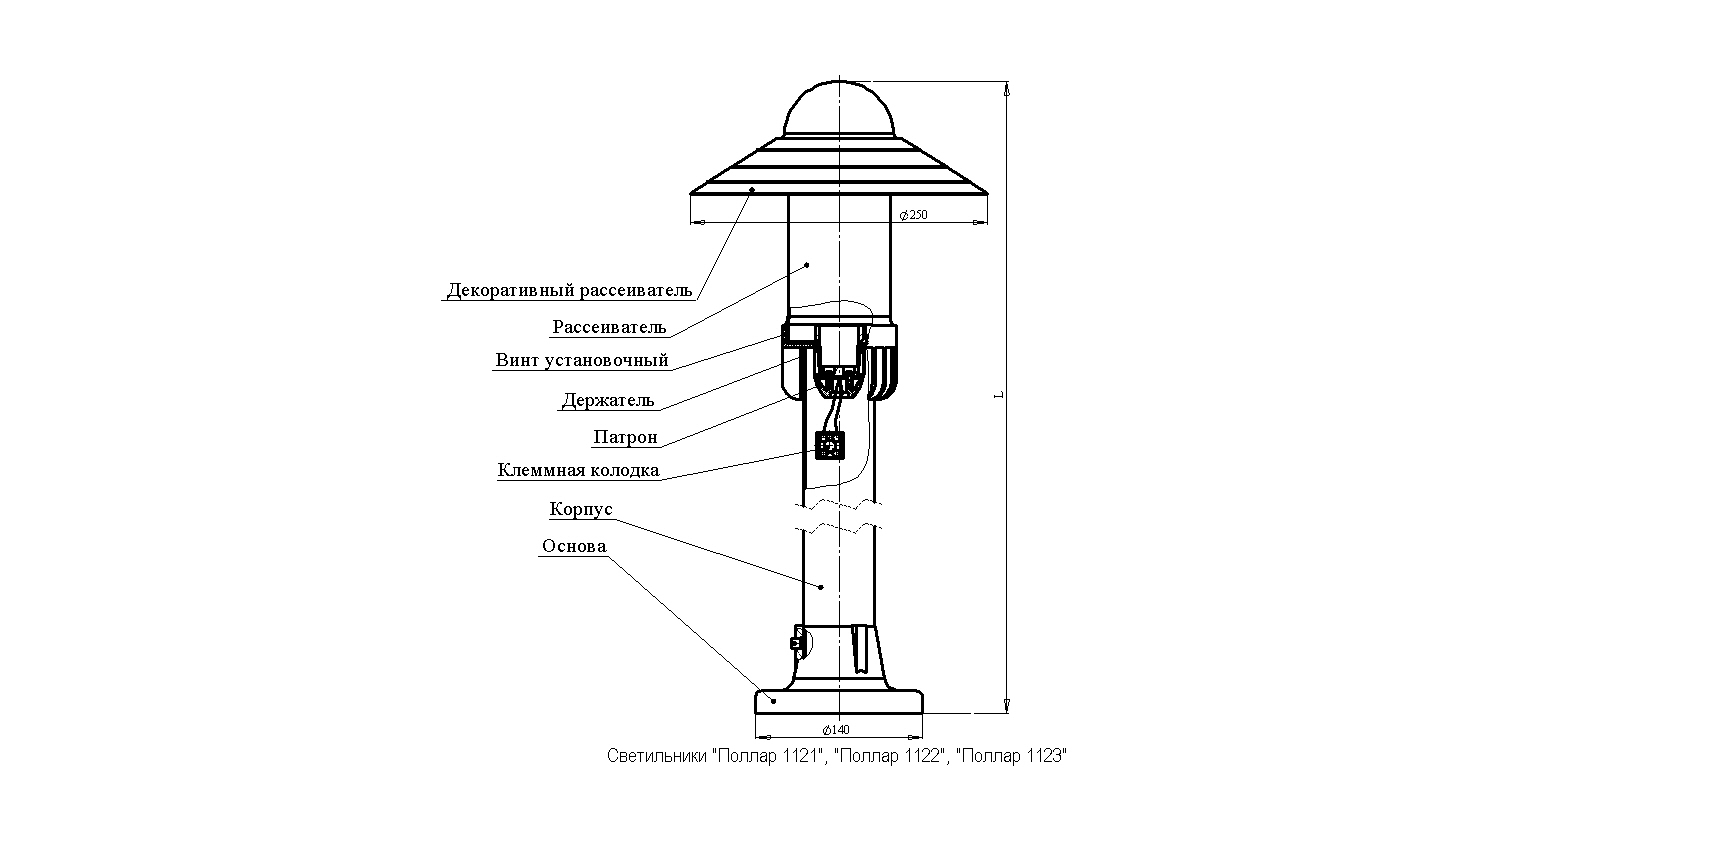 ⌀250
Декоративный рассеиватель
Рассеиватель
Винт установочный
Держатель
L
Патрон
Клеммная колодка
Корпус
Основа
⌀140
Светильники "Поллар 1121", "Поллар 1122", "Поллар 1123"